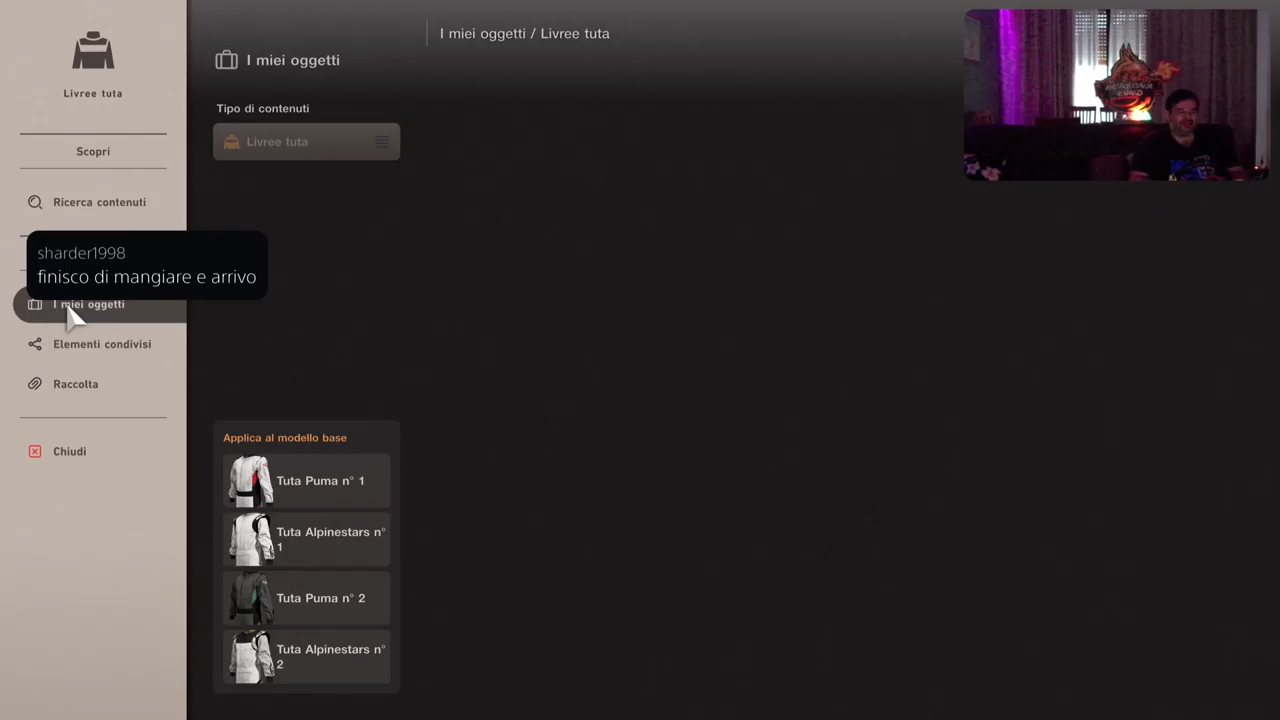 Livree tuta
Scopri
Ricerca contenuti
sharder1998
finisco di mangiare e arrivo
I miei oggetti
Elementi condivisi
Raccolta
Chiudi
I miei oggetti / Livree tuta
I miei oggetti
Tipo di contenuti
Livree tuta
Applica al modello base
Tuta Puma n° 1
Tuta Alpinestars n°
1
Tuta Puma n° 2
Tuta Alpinestars n°
2